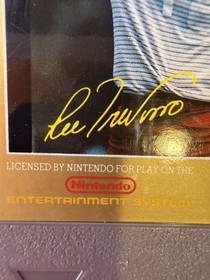 Lee Trevino
LICENSED BY NINTENDO FOR PLAY ON THE
Nintendo
ENTERTAINMENT SYSTEM